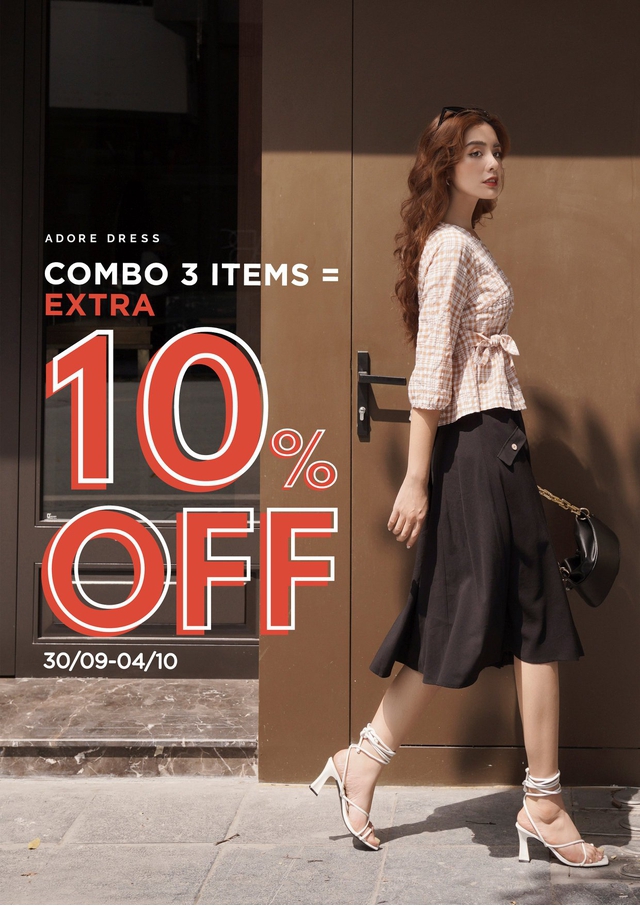 ADORE DRESS
COMBO 3 ITEMS =
EXTRA
10%
OFF
30/09-04/10